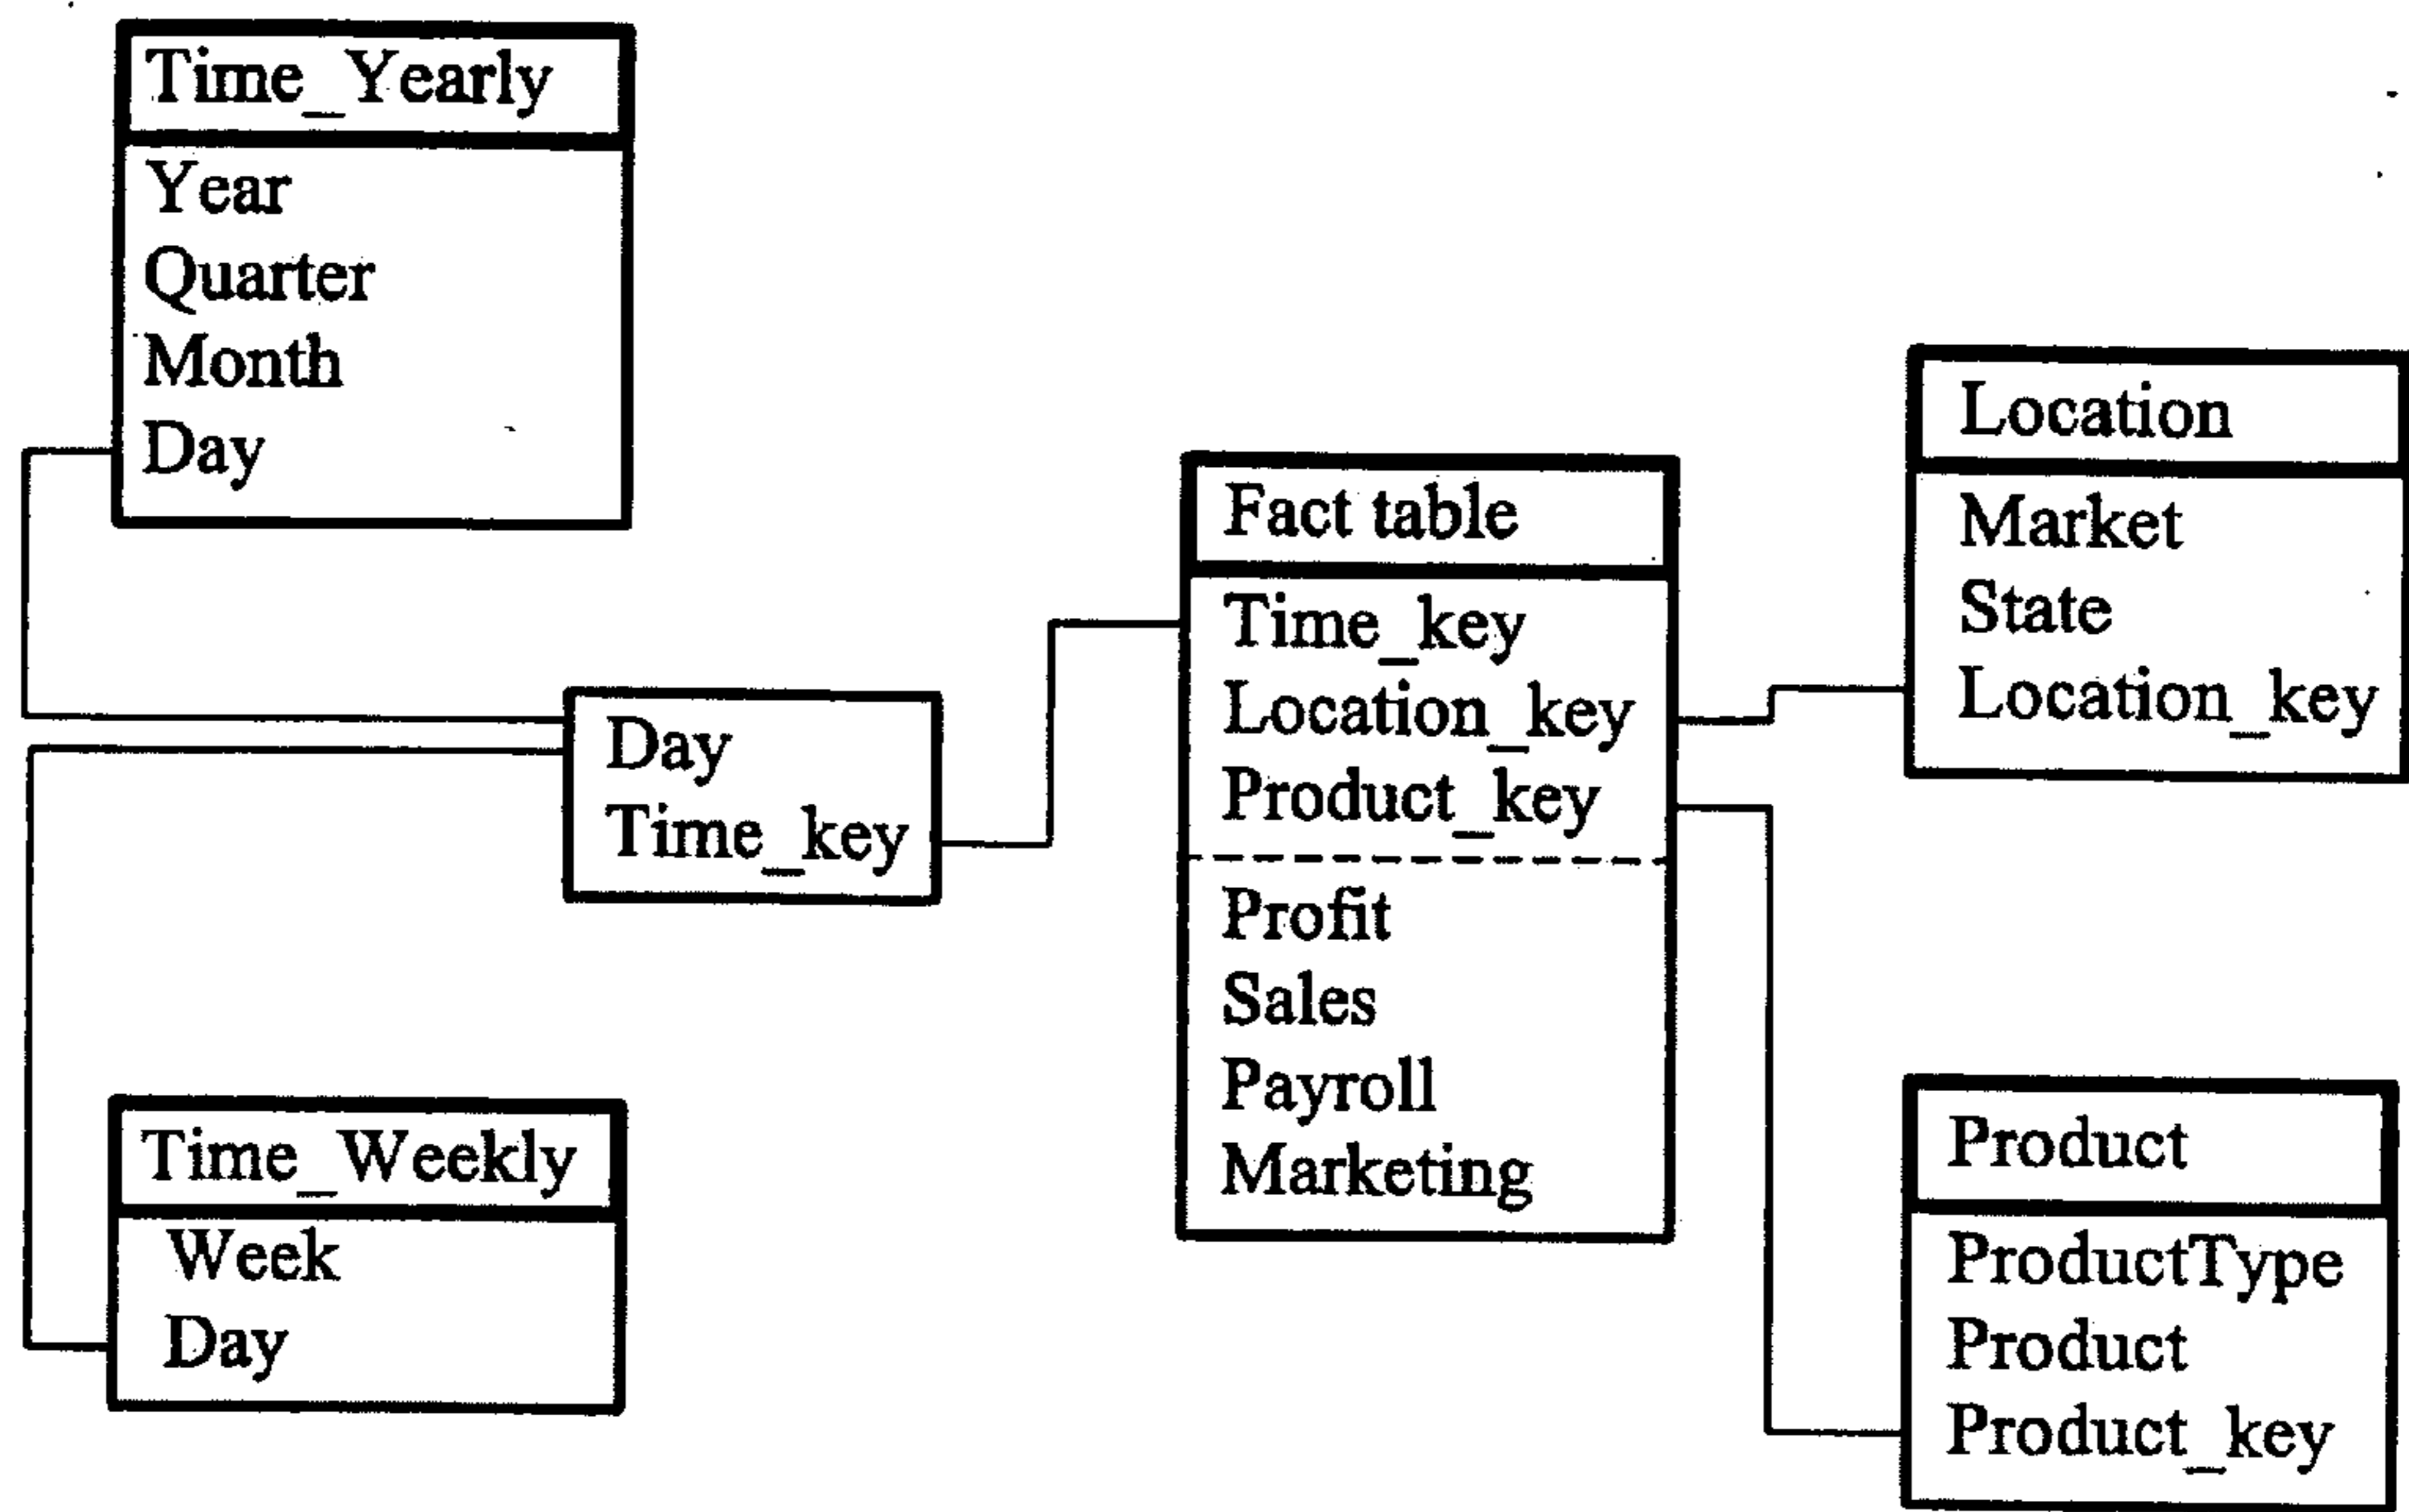 Time_Yearly
Year
Quarter
Month
Day
Day
Time_key
Time_Weekly
Week
Day
Fact table
Time_key
Location_key
Product_key
Profit
Sales
Payroll
Marketing
Location
Market
State
Location_key
Product
ProductType
Product
Product_key